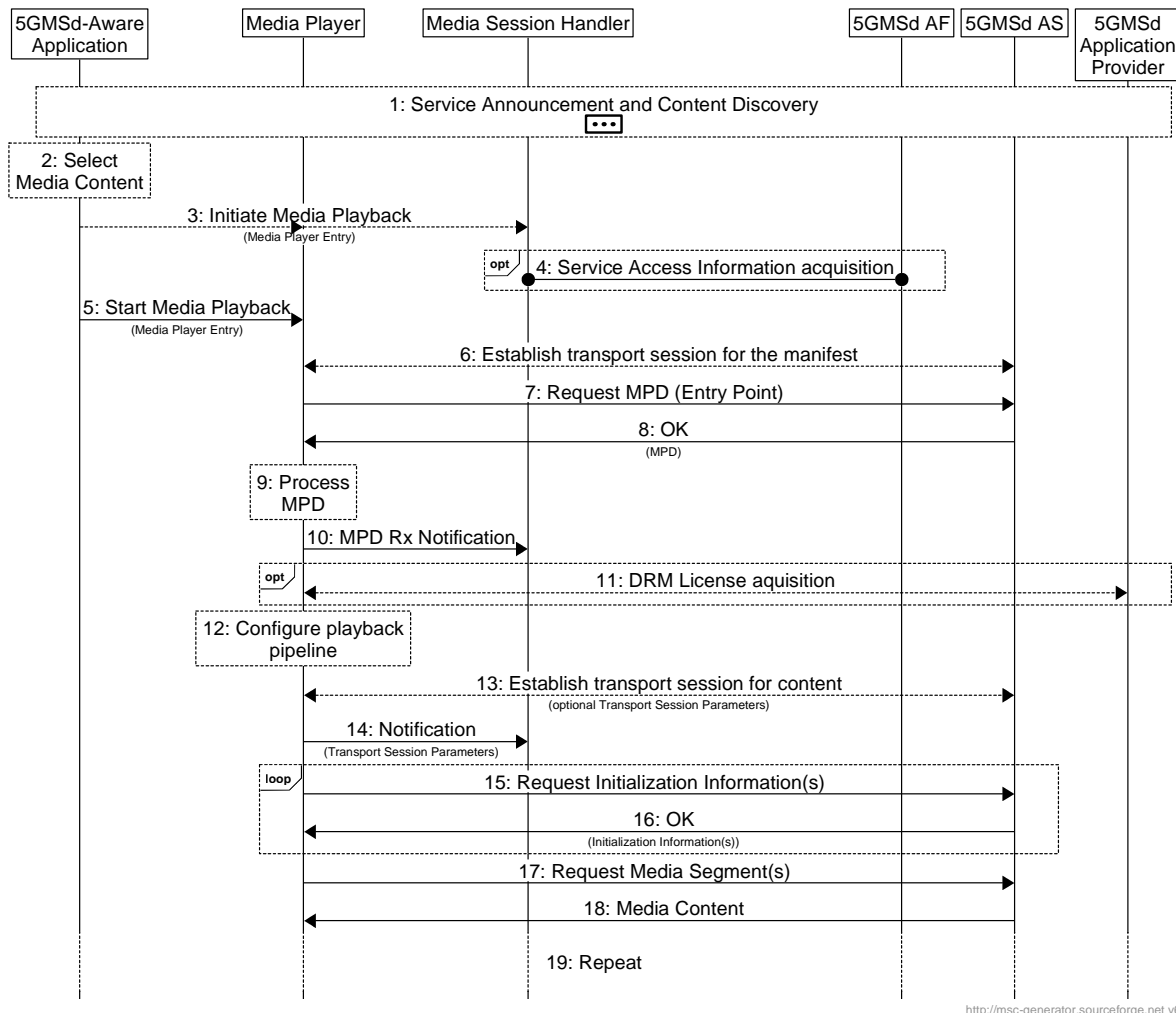 5GMSd-Aware
Application
Media Player
Media Session Handler
5GMSd AF
5GMSd AS
5GMSd
Application
Provider
1: Service Announcement and Content Discovery
2: Select
Media Content
3: Initiate Media Playback
(Media Player Entry)
opt
4: Service Access Information acquisition
5: Start Media Playback
(Media Player Entry)
6: Establish transport session for the manifest
7: Request MPD (Entry Point)
8: OK
(MPD)
9: Process
MPD
10: MPD Rx Notification
opt
11: DRM License aquisition
12: Configure playback
pipeline
13: Establish transport session for content
(optional Transport Session Parameters)
14: Notification
(Transport Session Parameters)
loop
15: Request Initialization Information(s)
16: OK
(Initialization Information(s))
17: Request Media Segment(s)
18: Media Content
19: Repeat
http://msc-generator.sourceforge.net